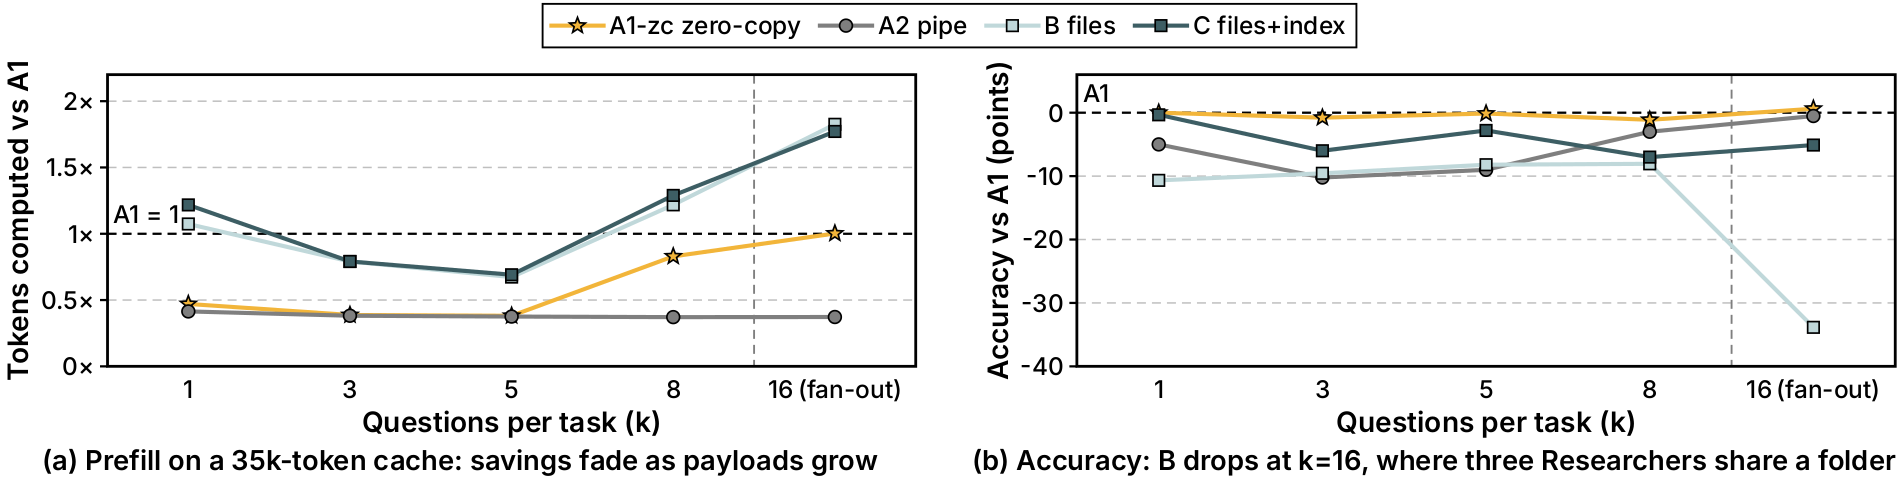 A1-zc zero-copy A2 pipe B files C files+index
Tokens computed vs A1
2×
1.5×
1×
0.5×
0×
A1 = 1
1 3 5 8 16 (fan-out)
Questions per task (k)
(a) Prefill on a 35k-token cache: savings fade as payloads grow
Accuracy vs A1 (points)
A1
0
-10
-20
-30
-40
1 3 5 8 16 (fan-out)
Questions per task (k)
(b) Accuracy: B drops at k=16, where three Researchers share a folder